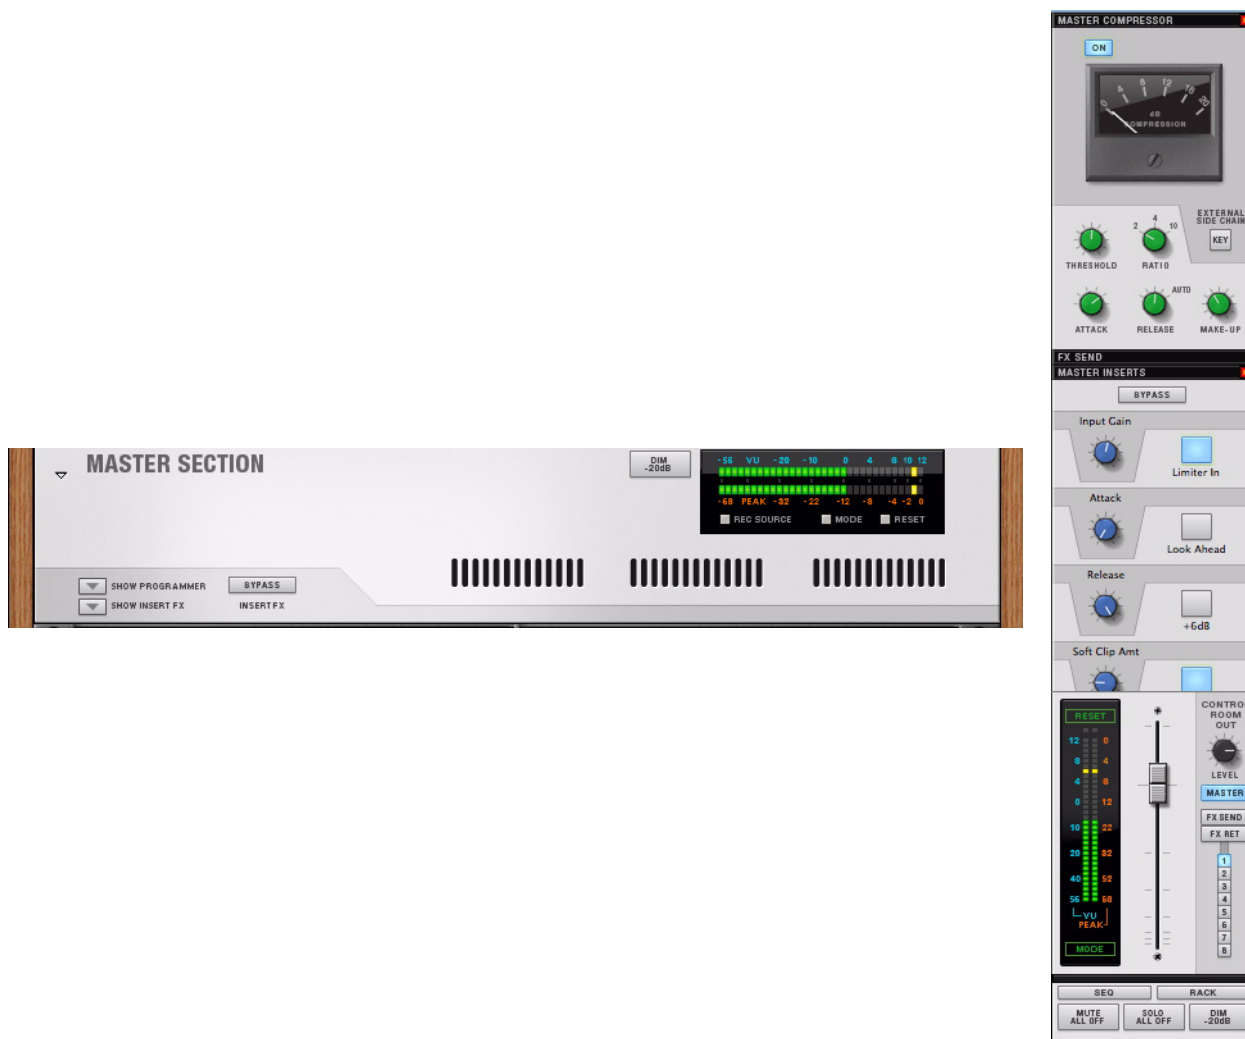 MASTER SECTION
DIM
-20dB
-56 VU -20 -10 0 4 8 10 12
-68 PEAK -32 -22 -12 -8 -4 -2 0
REC SOURCE MODE RESET
SHOW PROGRAMMER BYPASS
SHOW INSERT FX INSERT FX
MASTER COMPRESSOR
ON
0 4 8 12 16 20
dB
COMPRESSION
EXTERNAL
SIDE CHAIN
2 4 10
KEY
THRESHOLD RATIO
AUTO
ATTACK RELEASE MAKE-UP
FX SEND
MASTER INSERTS
BYPASS
Input Gain
Limiter In
Attack
Look Ahead
Release
+6dB
Soft Clip Amt
CONTRO
ROOM
OUT
RESET
12 0
8 4
4 8
0 12
10 22
20 32
40 52
56 68
VU
PEAK
MODE
LEVEL
MASTER
FX SEND
FX RET
1
2
3
4
5
6
7
8
SEQ RACK
MUTE
ALL OFF
SOLO
ALL OFF
DIM
-20dB